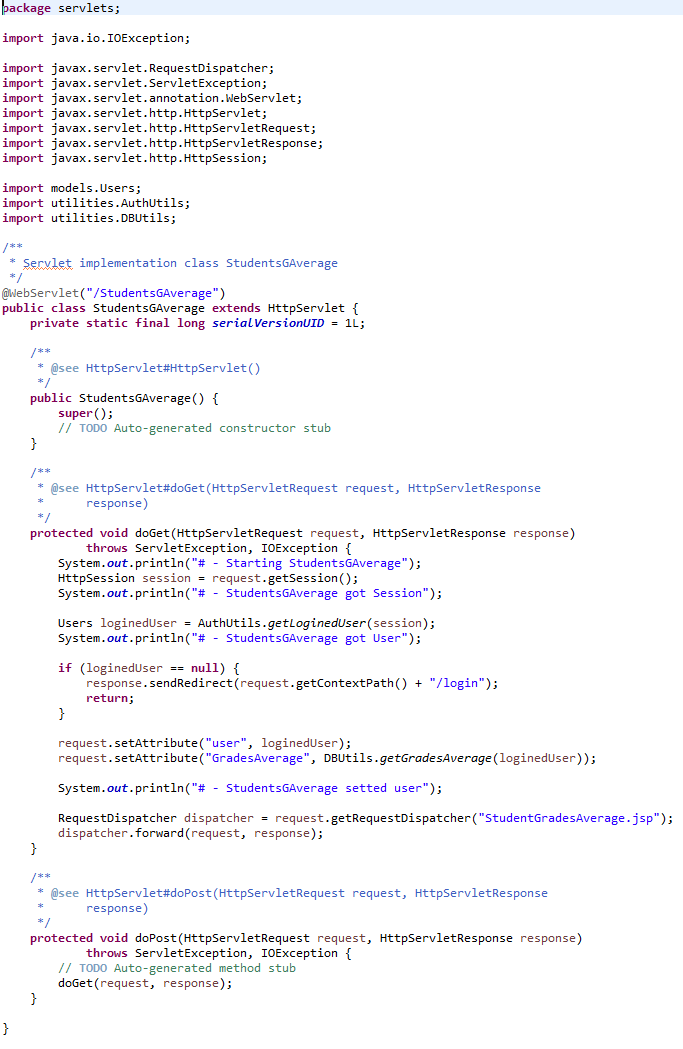 package servlets;

import java.io.IOException;

import javax.servlet.RequestDispatcher;
import javax.servlet.ServletException;
import javax.servlet.annotation.WebServlet;
import javax.servlet.http.HttpServlet;
import javax.servlet.http.HttpServletRequest;
import javax.servlet.http.HttpServletResponse;
import javax.servlet.http.HttpSession;

import models.Users;
import utilities.AuthUtils;
import utilities.DBUtils;

/**
 * Servlet implementation class StudentsGAverage
 */
@WebServlet("/StudentsGAverage")
public class StudentsGAverage extends HttpServlet {
    private static final long serialVersionUID = 1L;

    /**
     * @see HttpServlet#HttpServlet()
     */
    public StudentsGAverage() {
        super();
        // TODO Auto-generated constructor stub
    }

    /**
     * @see HttpServlet#doGet(HttpServletRequest request, HttpServletResponse
     *      response)
     */
    protected void doGet(HttpServletRequest request, HttpServletResponse response)
            throws ServletException, IOException {
        System.out.println("# - Starting StudentsGAverage");
        HttpSession session = request.getSession();
        System.out.println("# - StudentsGAverage got Session");

        Users loginedUser = AuthUtils.getLoginedUser(session);
        System.out.println("# - StudentsGAverage got User");

        if (loginedUser == null) {
            response.sendRedirect(request.getContextPath() + "/login");
            return;
        }

        request.setAttribute("user", loginedUser);
        request.setAttribute("GradesAverage", DBUtils.getGradesAverage(loginedUser));

        System.out.println("# - StudentsGAverage setted user");

        RequestDispatcher dispatcher = request.getRequestDispatcher("StudentGradesAverage.jsp");
        dispatcher.forward(request, response);
    }

    /**
     * @see HttpServlet#doPost(HttpServletRequest request, HttpServletResponse
     *      response)
     */
    protected void doPost(HttpServletRequest request, HttpServletResponse response)
            throws ServletException, IOException {
        // TODO Auto-generated method stub
        doGet(request, response);
    }

}